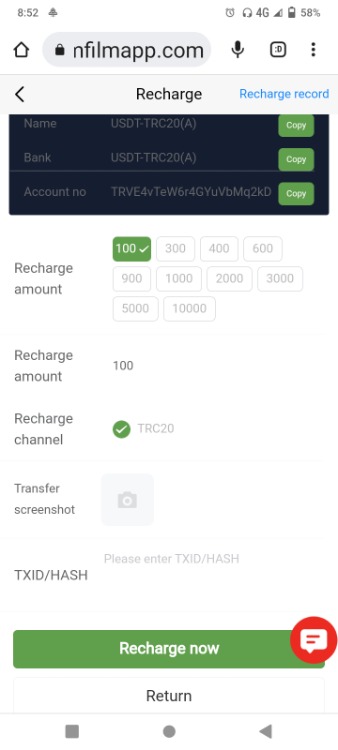 8:52
4G
58%
nfilmapp.com
:D
Recharge
Recharge record
Name USDT-TRC20(A) Copy
Bank USDT-TRC20(A) Copy
Account no TRVE4vTeW6r4GYuVbMq2kD Copy
Recharge amount
100 300 400 600
900 1000 2000 3000
5000 10000
Recharge amount
100
Recharge channel
TRC20
Transfer screenshot
Please enter TXID/HASH
TXID/HASH
Recharge now
Return